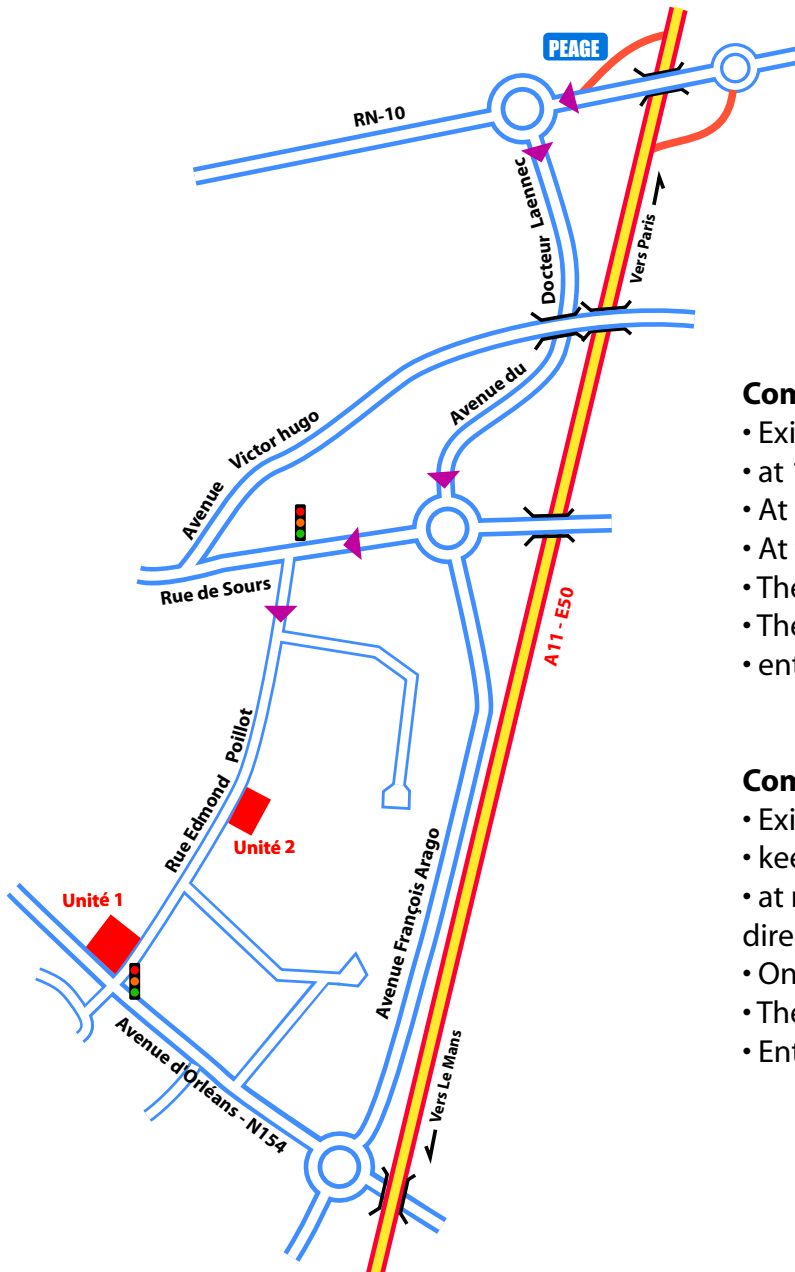 PEAGE
RN-10
Docteur Laennec
Vers Paris
Avenue du
Avenue Victor hugo
Rue de Sours
A11 - E50
Rue Edmond Poillot
Unité 2
Unité 1
Avenue François Arago
Avenue d'Orléans - N154
Vers Le Mans
Com
• Exi
• at
• At
• At
• The
• The
• ent
Com
• Exi
• kee
• at
dire
• On
• The
• Ent